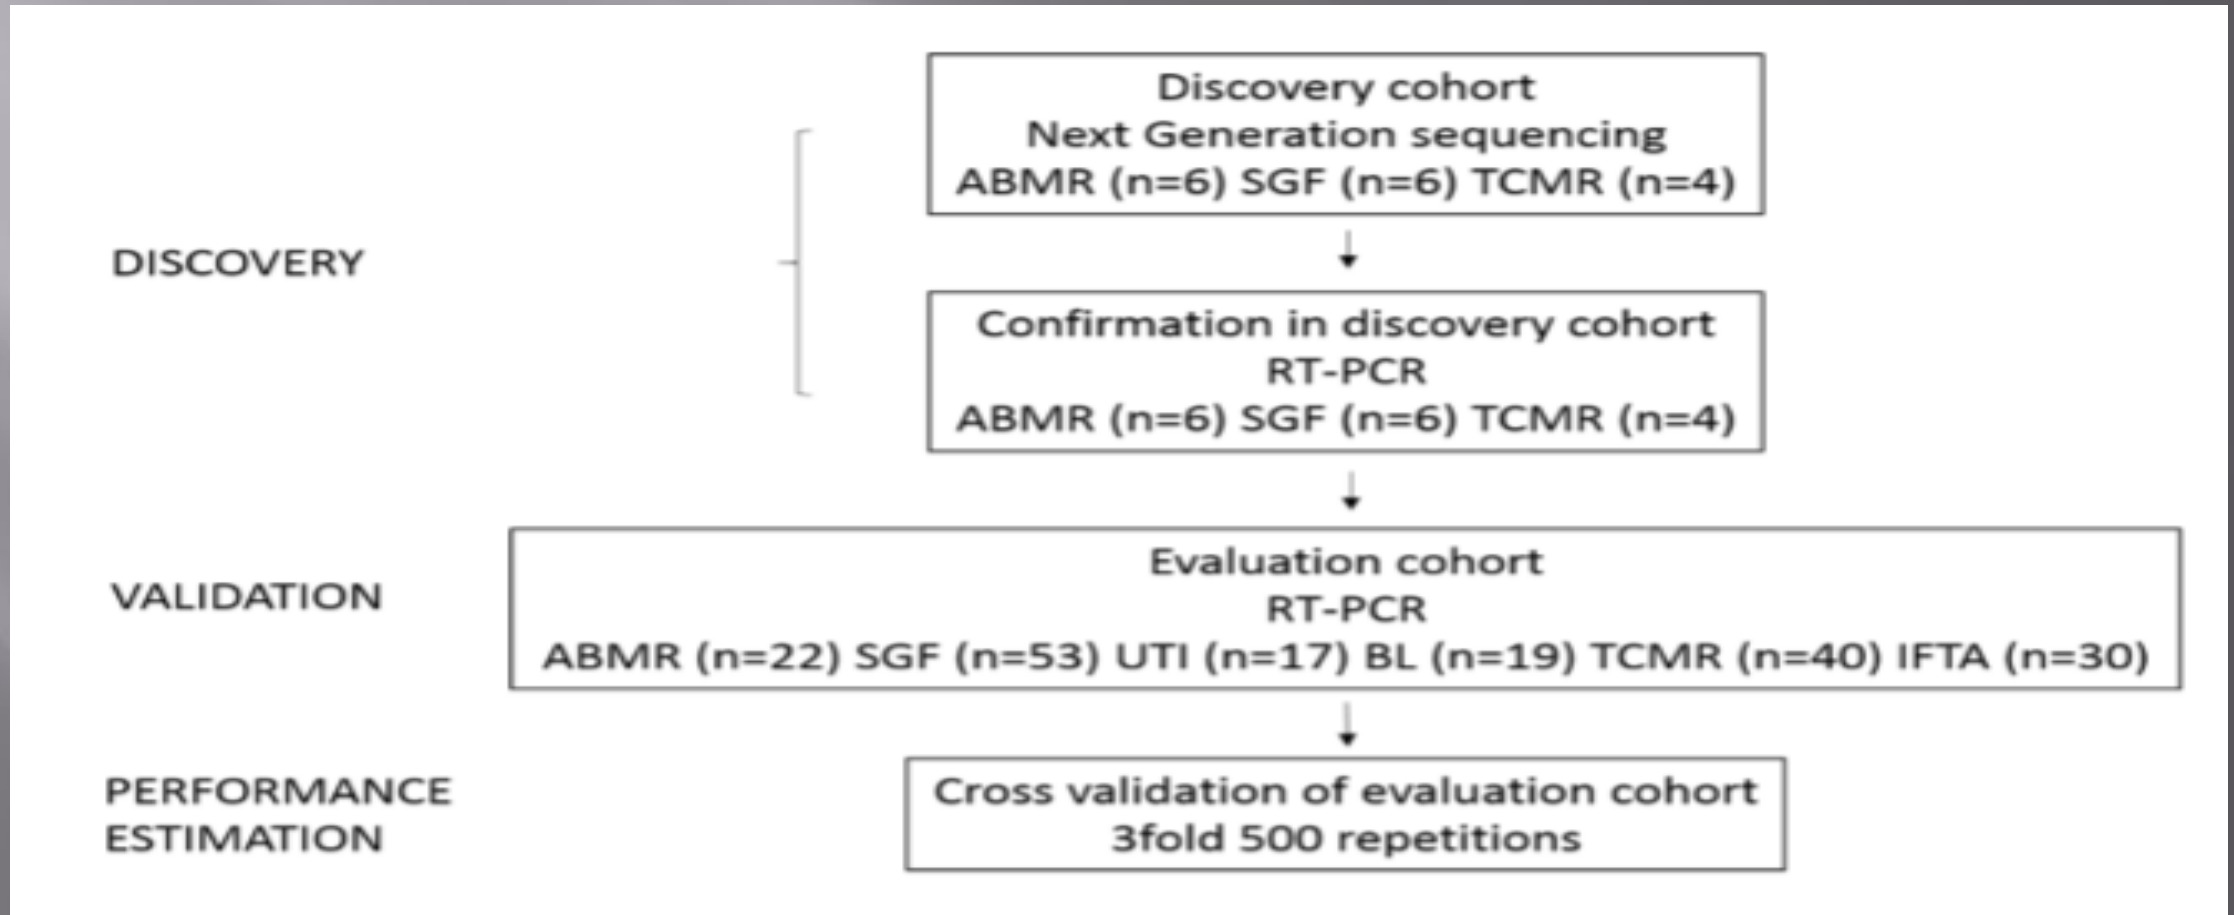 Discovery cohort
Next Generation sequencing
ABMR (n=6) SGF (n=6) TCMR (n=4)
DISCOVERY
Confirmation in discovery cohort
RT-PCR
ABMR (n=6) SGF (n=6) TCMR (n=4)
VALIDATION
Evaluation cohort
RT-PCR
ABMR (n=22) SGF (n=53) UTI (n=17) BL (n=19) TCMR (n=40) IFTA (n=30)
PERFORMANCE
ESTIMATION
Cross validation of evaluation cohort
3fold 500 repetitions